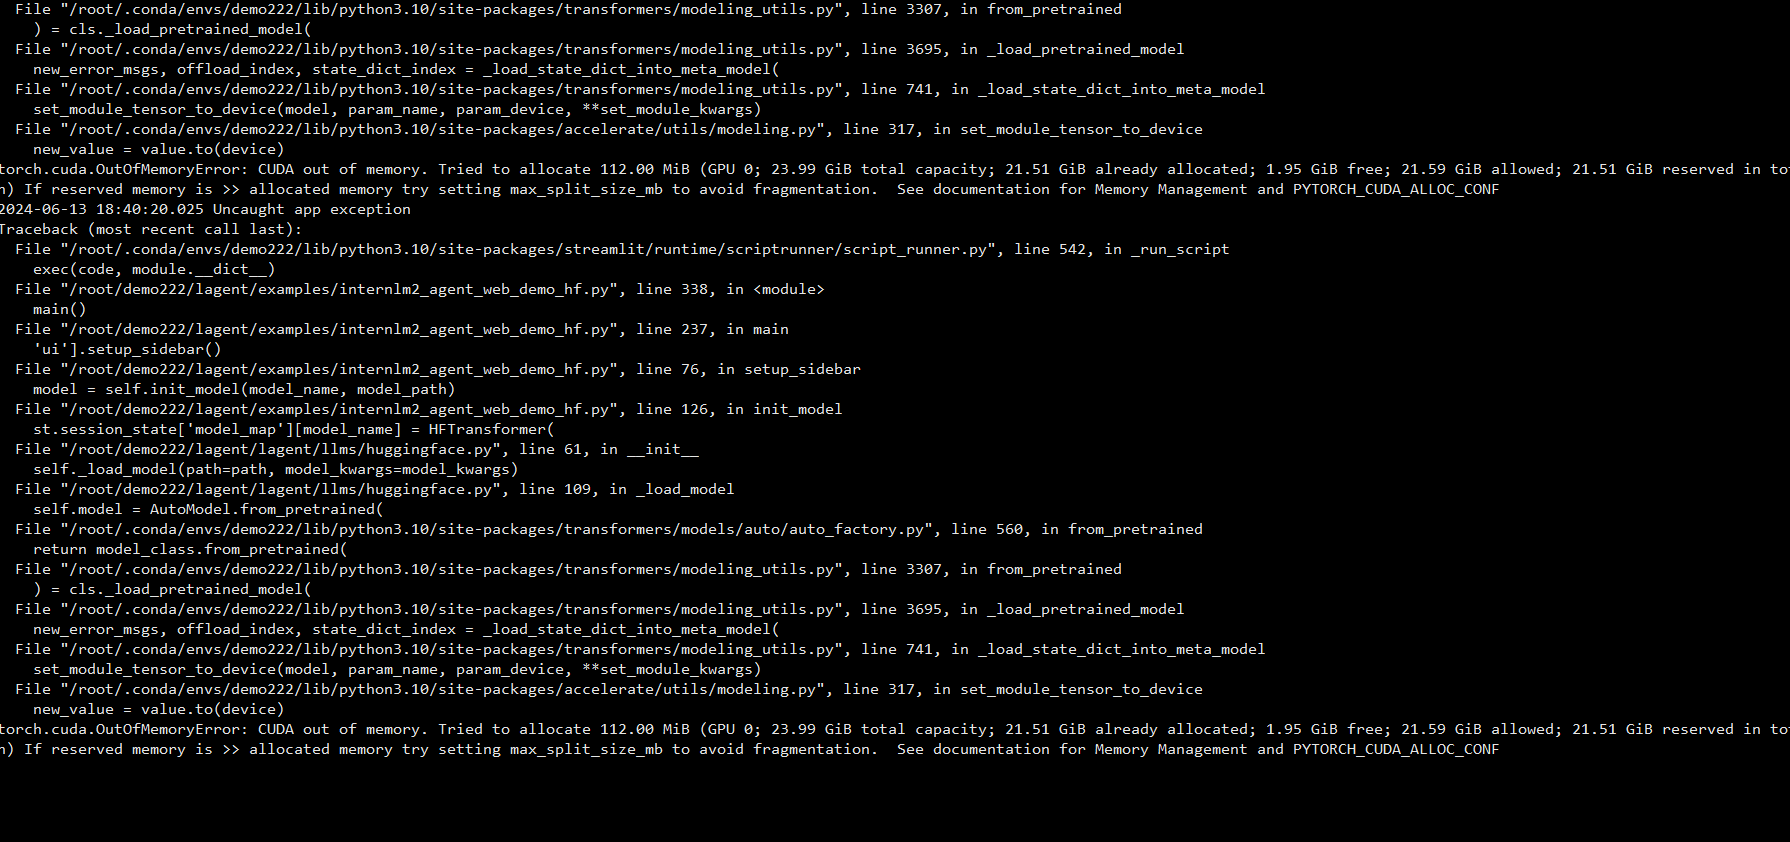 File "/root/.conda/envs/demo222/lib/python3.10/site-packages/transformers/modeling_utils.py", line 3307, in from_pretrained
) = cls._load_pretrained_model(
File "/root/.conda/envs/demo222/lib/python3.10/site-packages/transformers/modeling_utils.py", line 3695, in _load_pretrained_model
new_error_msgs, offload_index, state_dict_index = _load_state_dict_into_meta_model(
File "/root/.conda/envs/demo222/lib/python3.10/site-packages/transformers/modeling_utils.py", line 741, in _load_state_dict_into_meta_model
set_module_tensor_to_device(model, param_name, param_device, **set_module_kwargs)
File "/root/.conda/envs/demo222/lib/python3.10/site-packages/accelerate/utils/modeling.py", line 317, in set_module_tensor_to_device
new_value = value.to(device)
torch.cuda.OutOfMemoryError: CUDA out of memory. Tried to allocate 112.00 MiB (GPU 0; 23.99 GiB total capacity; 21.51 GiB already allocated; 1.95 GiB free; 21.59 GiB allowed; 21.51 GiB reserved in
) If reserved memory is >> allocated memory try setting max_split_size_mb to avoid fragmentation.  See documentation for Memory Management and PYTORCH_CUDA_ALLOC_CONF
2024-06-13 18:40:20.025 Uncaught app exception
Traceback (most recent call last):
File "/root/.conda/envs/demo222/lib/python3.10/site-packages/streamlit/runtime/scriptrunner/script_runner.py", line 542, in _run_script
exec(code, module.__dict__)
File "/root/demo222/lagent/examples/internlm2_agent_web_demo_hf.py", line 338, in <module>
main()
File "/root/demo222/lagent/examples/internlm2_agent_web_demo_hf.py", line 237, in main
'ui'].setup_sidebar()
File "/root/demo222/lagent/examples/internlm2_agent_web_demo_hf.py", line 76, in setup_sidebar
model = self.init_model(model_name, model_path)
File "/root/demo222/lagent/examples/internlm2_agent_web_demo_hf.py", line 126, in init_model
st.session_state['model_map'][model_name] = HFTransformer(
File "/root/demo222/lagent/lagent/llms/huggingface.py", line 61, in __init__
self._load_model(path=path, model_kwargs=model_kwargs)
File "/root/demo222/lagent/lagent/llms/huggingface.py", line 109, in _load_model
self.model = AutoModel.from_pretrained(
File "/root/.conda/envs/demo222/lib/python3.10/site-packages/transformers/models/auto/auto_factory.py", line 560, in from_pretrained
return model_class.from_pretrained(
File "/root/.conda/envs/demo222/lib/python3.10/site-packages/transformers/modeling_utils.py", line 3307, in from_pretrained
) = cls._load_pretrained_model(
File "/root/.conda/envs/demo222/lib/python3.10/site-packages/transformers/modeling_utils.py", line 3695, in _load_pretrained_model
new_error_msgs, offload_index, state_dict_index = _load_state_dict_into_meta_model(
File "/root/.conda/envs/demo222/lib/python3.10/site-packages/transformers/modeling_utils.py", line 741, in _load_state_dict_into_meta_model
set_module_tensor_to_device(model, param_name, param_device, **set_module_kwargs)
File "/root/.conda/envs/demo222/lib/python3.10/site-packages/accelerate/utils/modeling.py", line 317, in set_module_tensor_to_device
new_value = value.to(device)
torch.cuda.OutOfMemoryError: CUDA out of memory. Tried to allocate 112.00 MiB (GPU 0; 23.99 GiB total capacity; 21.51 GiB already allocated; 1.95 GiB free; 21.59 GiB allowed; 21.51 GiB reserved in
) If reserved memory is >> allocated memory try setting max_split_size_mb to avoid fragmentation.  See documentation for Memory Management and PYTORCH_CUDA_ALLOC_CONF